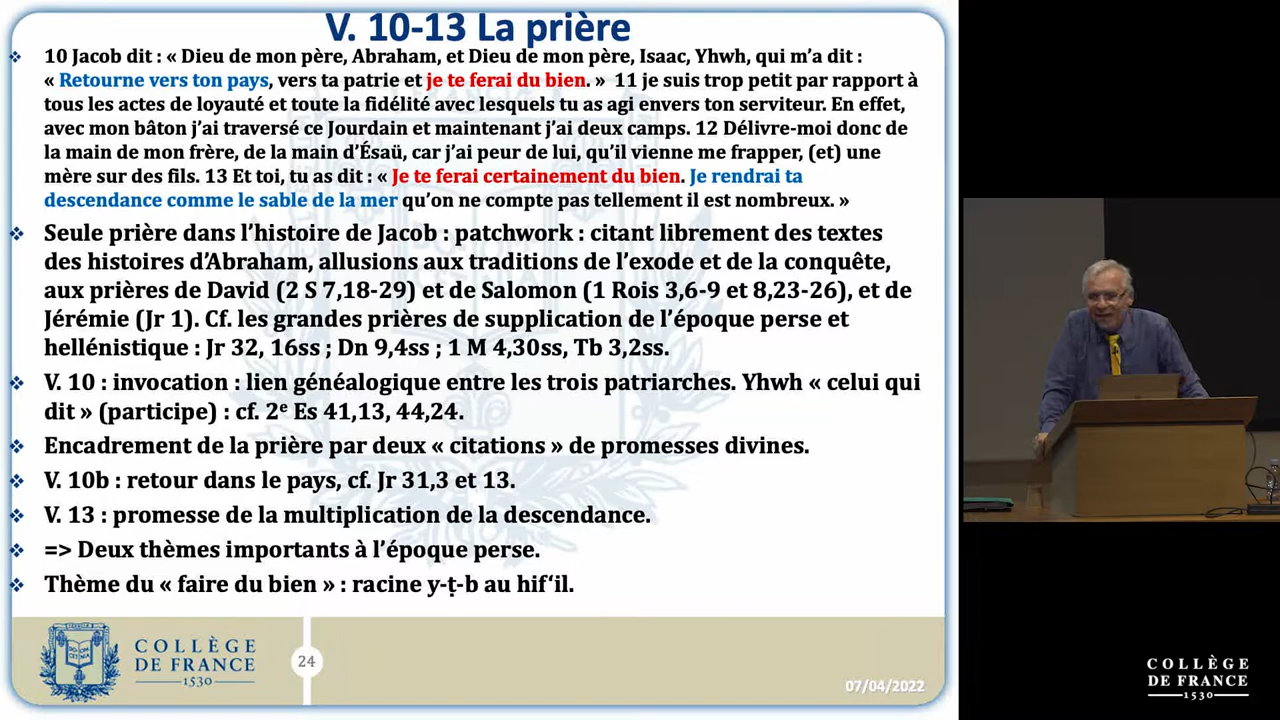 V. 10-13 La prière
10 Jacob dit : « Dieu de mon père, Abraham, et Dieu de mon père, Isaac, Yhwh, qui m’a dit :
« Retourne vers ton pays, vers ta patrie et je te ferai du bien. » 11 je suis trop petit par rapport à
tous les actes de loyauté et toute la fidélité avec lesquels tu as agi envers ton serviteur. En effet,
avec mon bâton j’ai traversé ce Jourdain et maintenant j’ai deux camps. 12 Délivre-moi donc de
la main de mon frère, de la main d’Ésaü, car j’ai peur de lui, qu’il vienne me frapper, (et) une
mère sur des fils. 13 Et toi, tu as dit : « Je te ferai certainement du bien. Je rendrai ta
descendance comme le sable de la mer qu’on ne compte pas tellement il est nombreux. »
Seule prière dans l’histoire de Jacob : patchwork : citant librement des textes
des histoires d’Abraham, allusions aux traditions de l’exode et de la conquête,
aux prières de David (2 S 7,18-29) et de Salomon (1 Rois 3,6-9 et 8,23-26), et de
Jérémie (Jr 1). Cf. les grandes prières de supplication de l’époque perse et
hellénistique : Jr 32, 16ss ; Dn 9,4ss ; 1 M 4,30ss, Tb 3,2ss.
V. 10 : invocation : lien généalogique entre les trois patriarches. Yhwh « celui qui
dit » (participe) : cf. 2e Es 41,13, 44,24.
Encadrement de la prière par deux « citations » de promesses divines.
V. 10b : retour dans le pays, cf. Jr 31,3 et 13.
V. 13 : promesse de la multiplication de la descendance.
=> Deux thèmes importants à l’époque perse.
Thème du « faire du bien » : racine y-ṭ-b au hif‘il.
COLLÈGE
DE FRANCE
1530
24
07/04/2022
COLLÈGE
DE FRANCE
1530